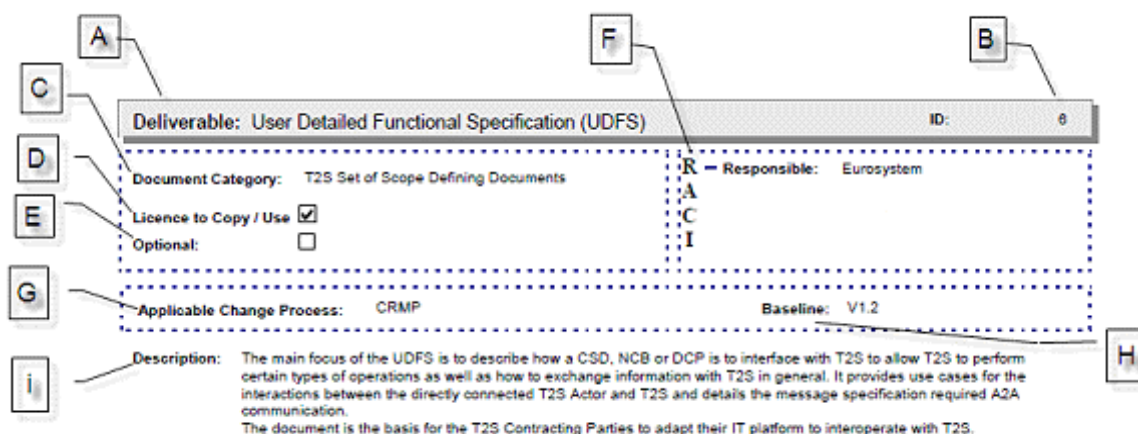 A
F
B
C
Deliverable: User Detailed Functional Specification (UDFS) ID: 6
D
Document Category: T2S Set of Scope Defining Documents
R – Responsible: Eurosystem
A
E
Licence to Copy / Use
C
Optional:
I
G
Applicable Change Process: CRMP Baseline: V1.2
H
i
Description: The main focus of the UDFS is to describe how a CSD, NCB or DCP is to interface with T2S to allow T2S to perform
certain types of operations as well as how to exchange information with T2S in general. It provides use cases for the
interactions between the directly connected T2S Actor and T2S and details the message specification required A2A
communication.
The document is the basis for the T2S Contracting Parties to adapt their IT platform to interoperate with T2S.